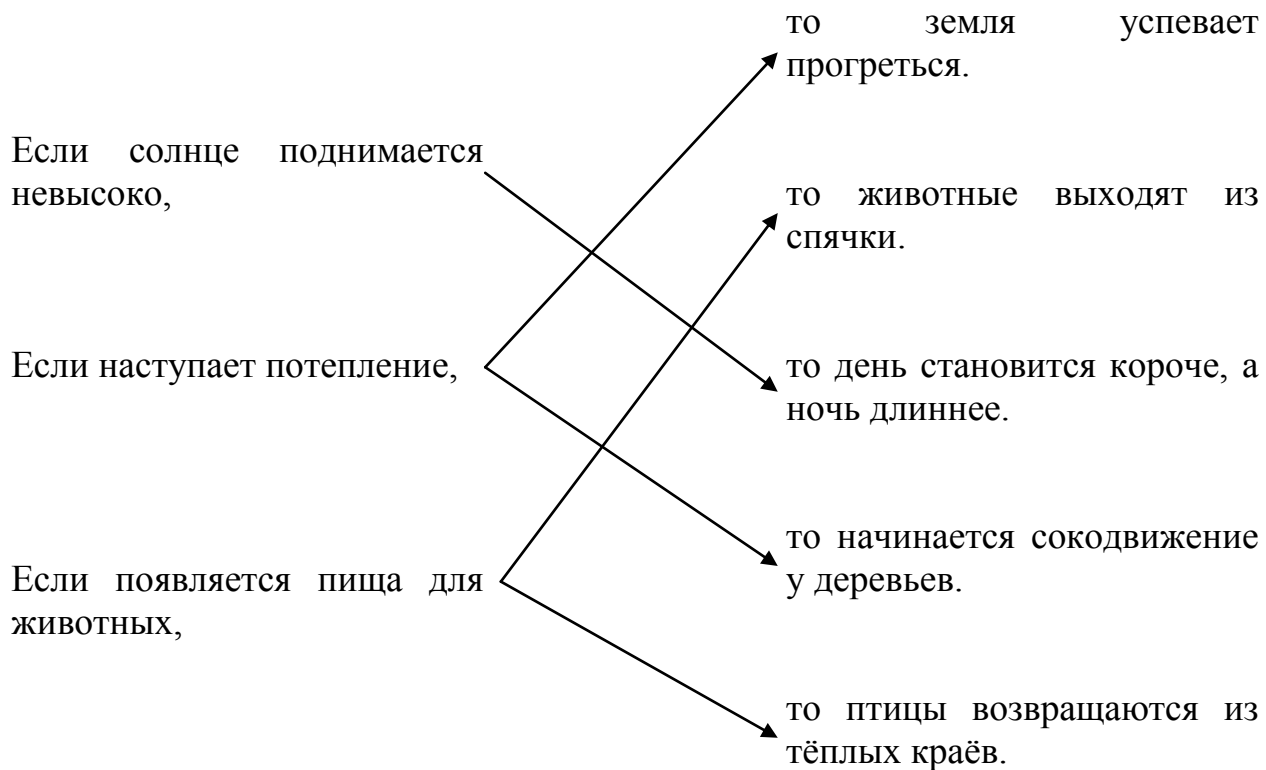 Если солнце поднимается
невысоко,
Если наступает потепление,
Если появляется пища для
животных,
то земля успевает
прогреться.
то животные выходят из
спячки.
то день становится короче, а
ночь длиннее.
то начинается сокодвижение
у деревьев.
то птицы возвращаются из
тёплых краёв.